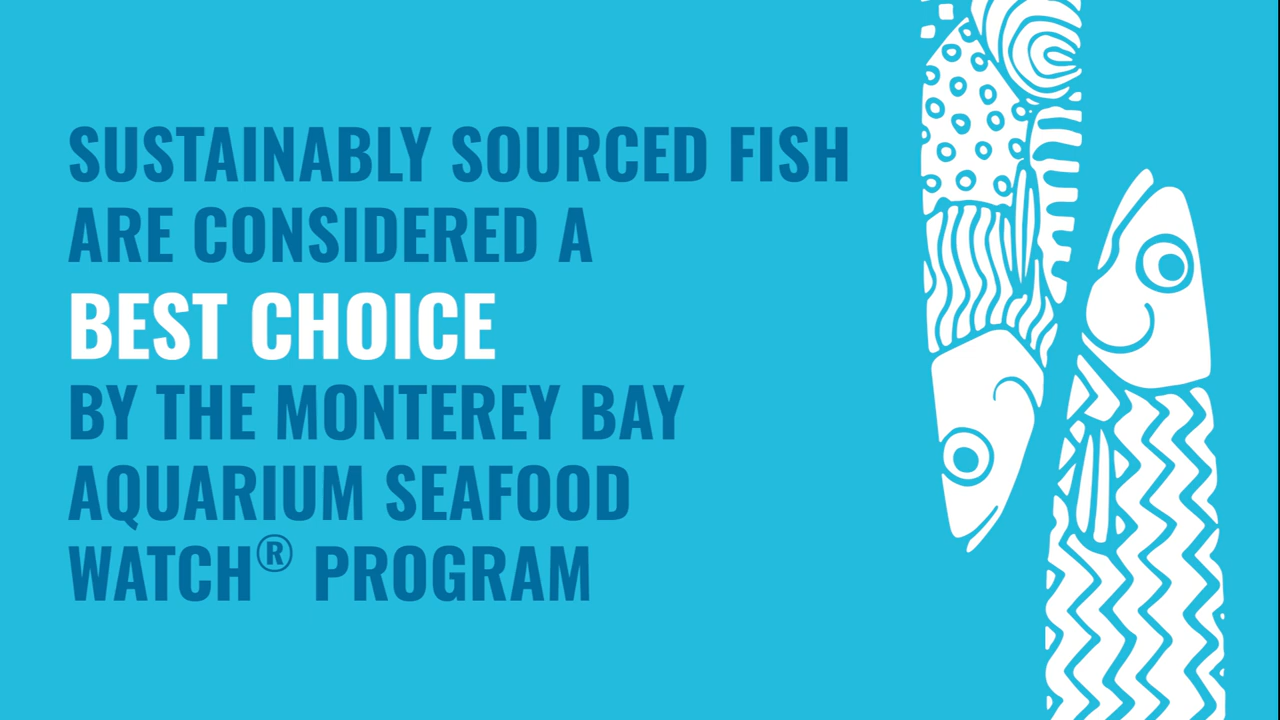 SUSTAINABLY SOURCED FISH
ARE CONSIDERED A
BEST CHOICE
BY THE MONTEREY BAY
AQUARIUM SEAFOOD
WATCH® PROGRAM